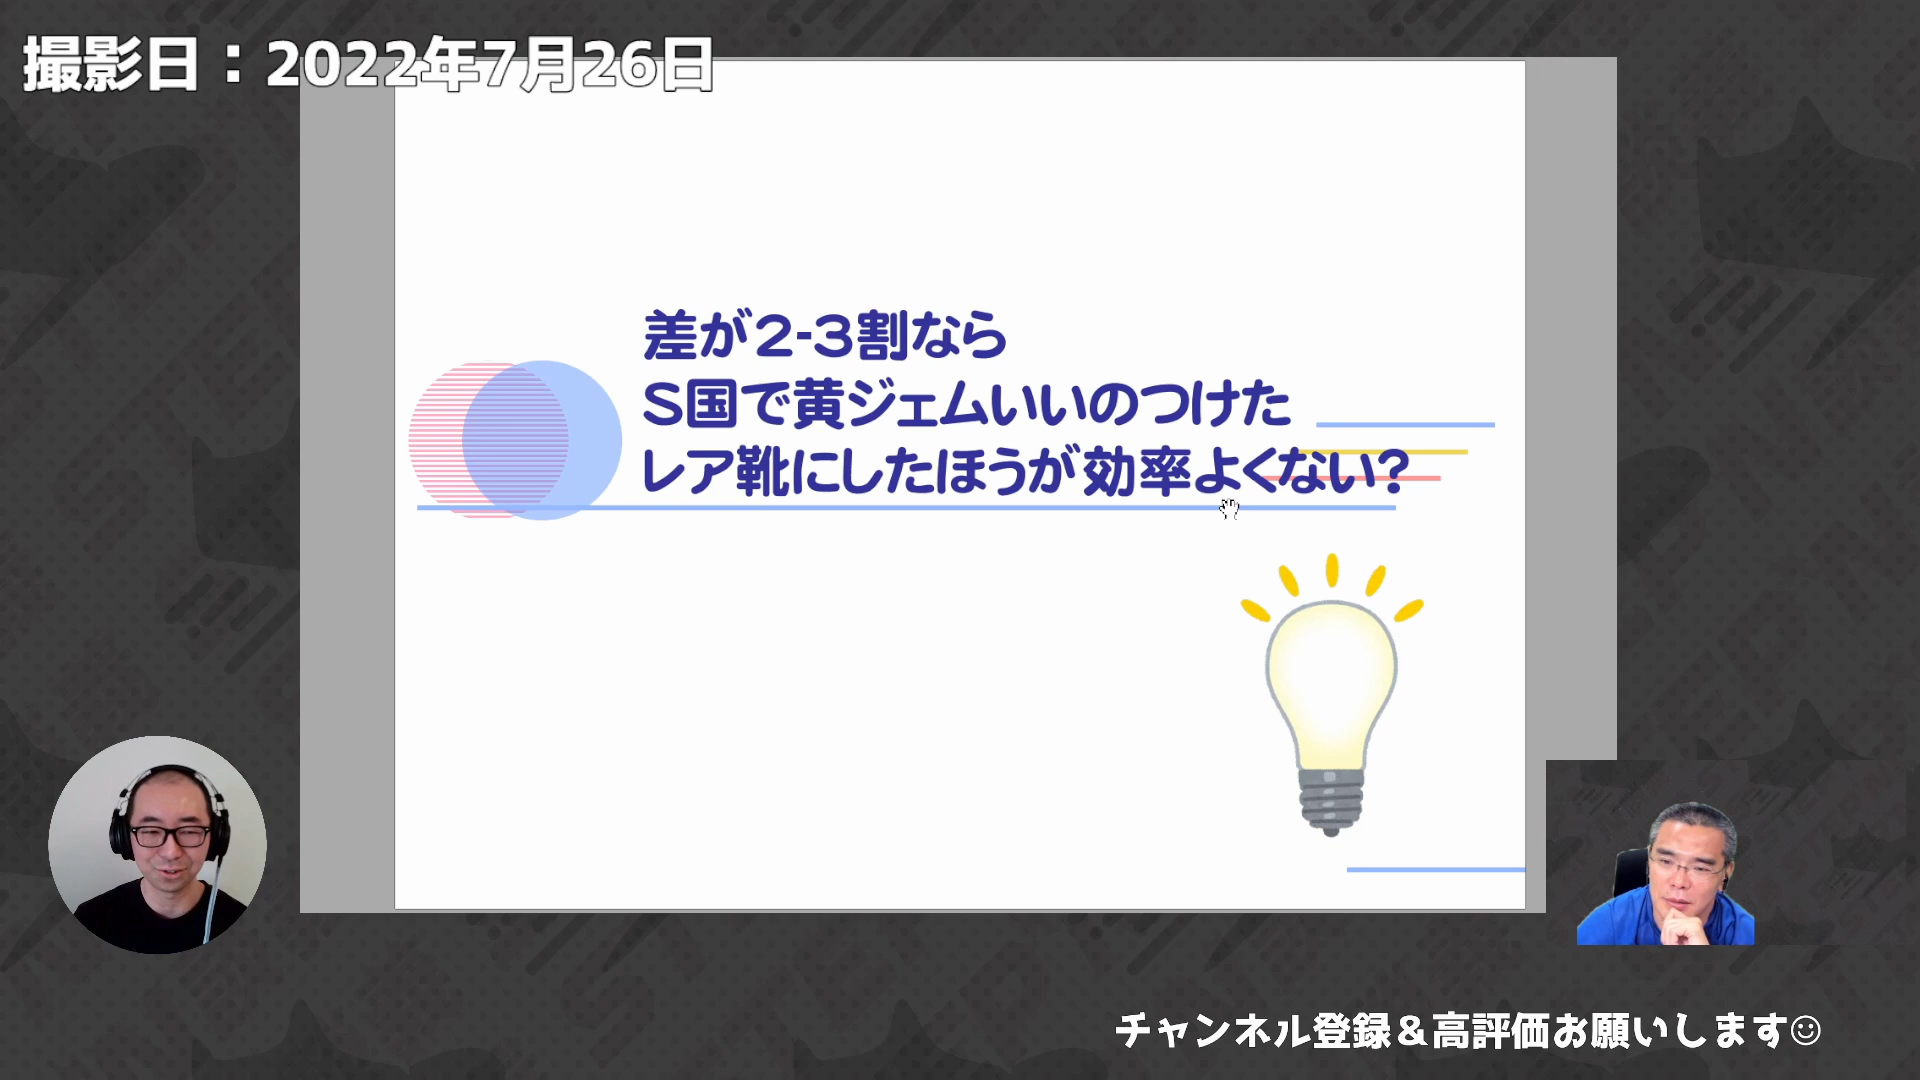 撮影日：2022年7月26日
差が2-3割なら
S国で黄ジェムいいのつけた
レア靴にしたほうが効率よくない?
チャンネル登録＆高評価お願いします☺